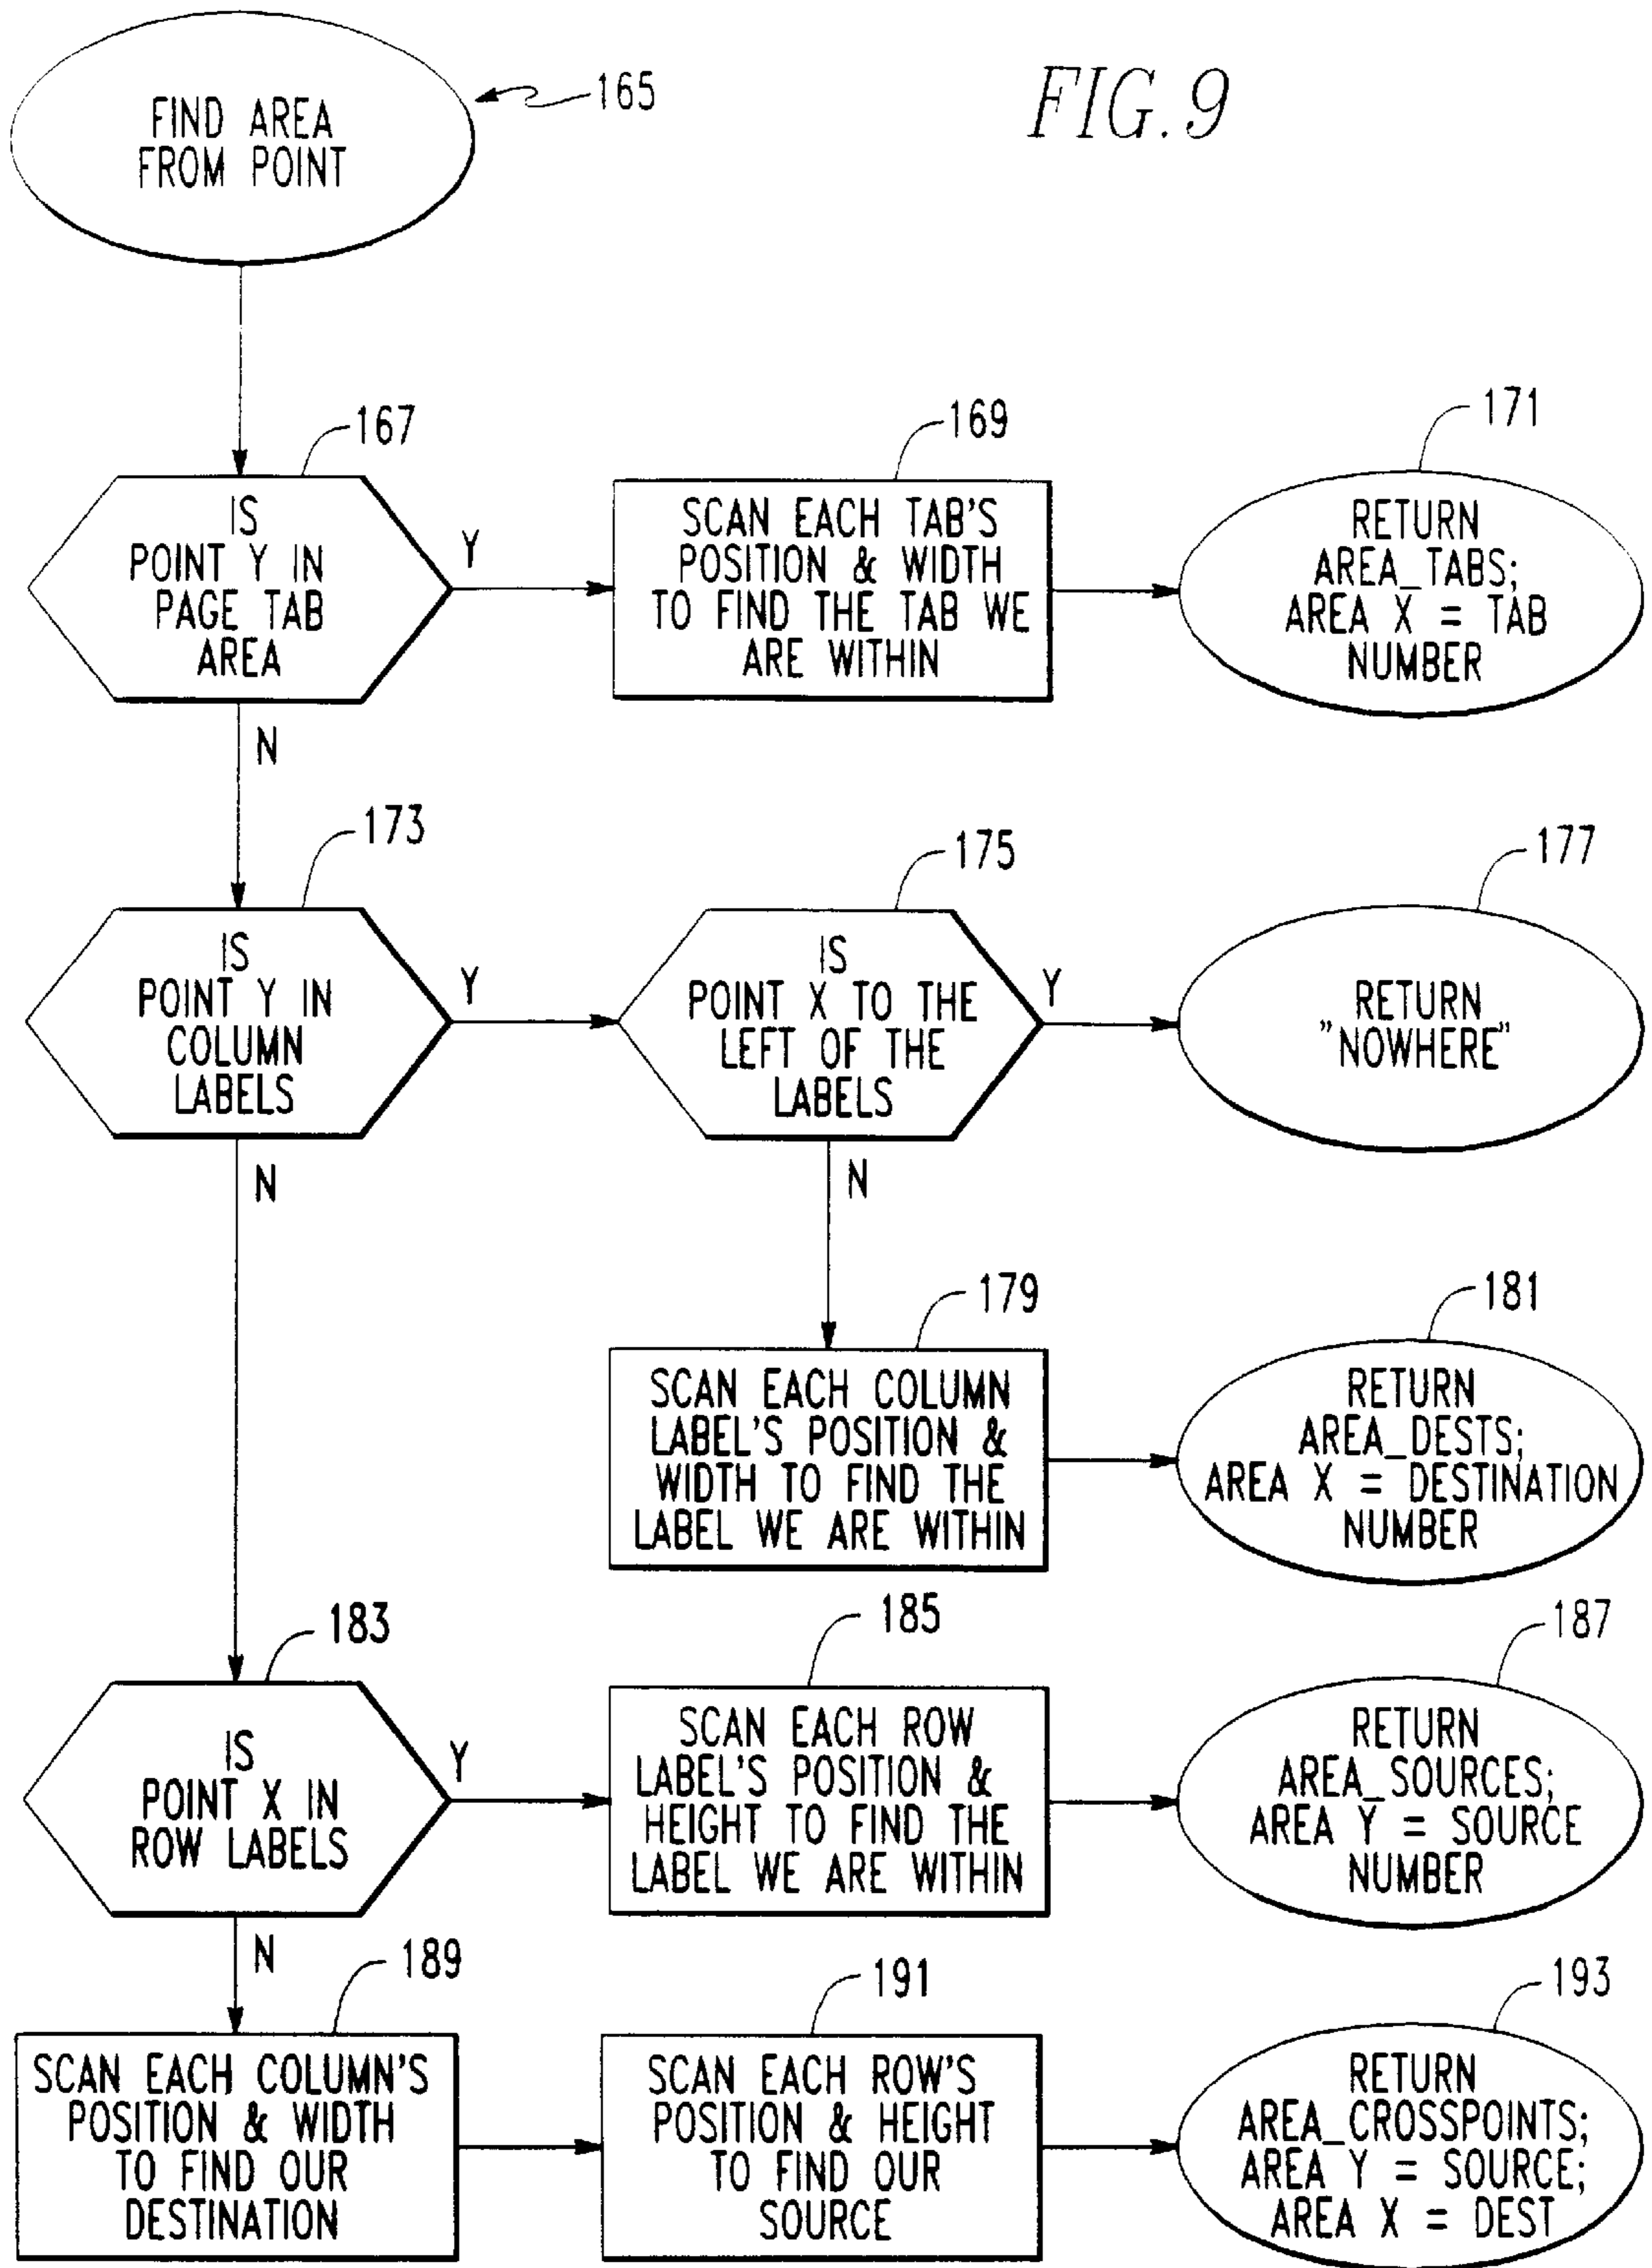 FIG. 9
FIND AREA
FROM POINT
165
167
IS
POINT Y IN
PAGE TAB
AREA
Y
N
169
SCAN EACH TAB'S
POSITION & WIDTH
TO FIND THE TAB WE
ARE WITHIN
171
RETURN
AREA_TABS;
AREA X = TAB
NUMBER
173
IS
POINT Y IN
COLUMN
LABELS
Y
N
175
IS
POINT X TO THE
LEFT OF THE
LABELS
Y
N
177
RETURN
"NOWHERE"
179
SCAN EACH COLUMN
LABEL'S POSITION &
WIDTH TO FIND THE
LABEL WE ARE WITHIN
181
RETURN
AREA_DESTS;
AREA X = DESTINATION
NUMBER
183
IS
POINT X IN
ROW LABELS
Y
N
185
SCAN EACH ROW
LABEL'S POSITION &
HEIGHT TO FIND THE
LABEL WE ARE WITHIN
187
RETURN
AREA_SOURCES;
AREA Y = SOURCE
NUMBER
189
SCAN EACH COLUMN'S
POSITION & WIDTH
TO FIND OUR
DESTINATION
191
SCAN EACH ROW'S
POSITION & HEIGHT
TO FIND OUR
SOURCE
193
RETURN
AREA_CROSSPOINTS;
AREA Y = SOURCE;
AREA X = DEST